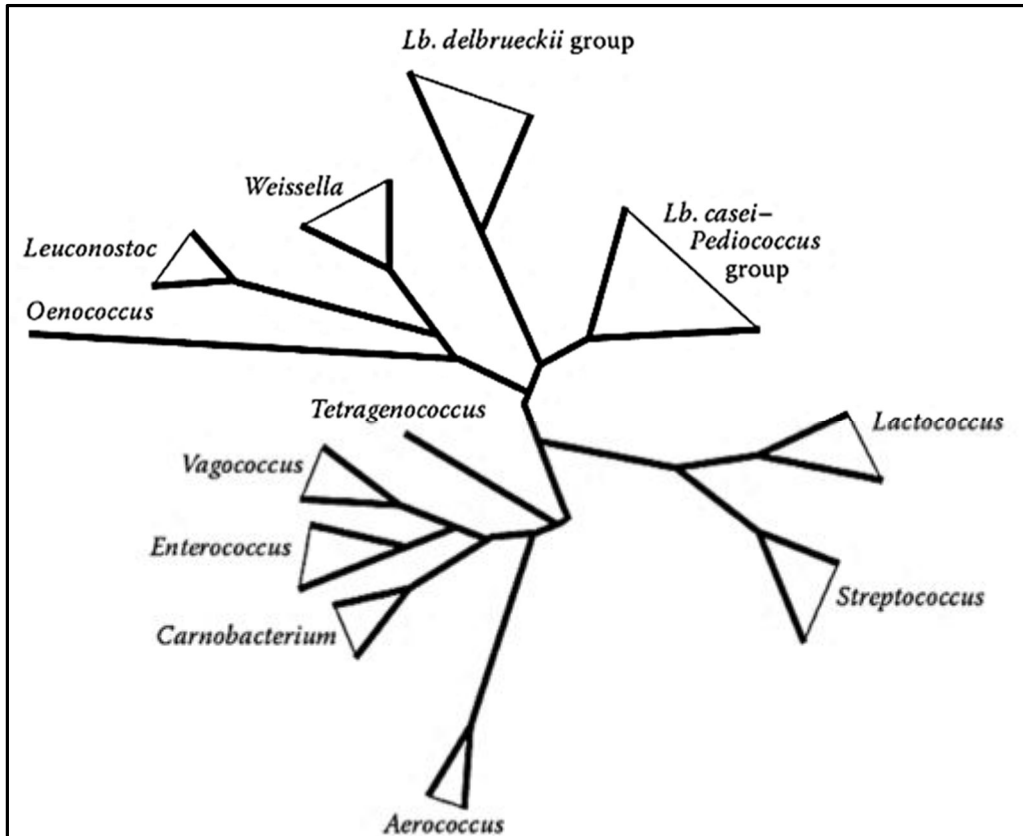 Lb. delbrueckii group
Weissella
Lb. casei–
Pediococcus
group
Leuconostoc
Oenococcus
Tetragenococcus
Lactococcus
Vagococcus
Enterococcus
Streptococcus
Carnobacterium
Aerococcus